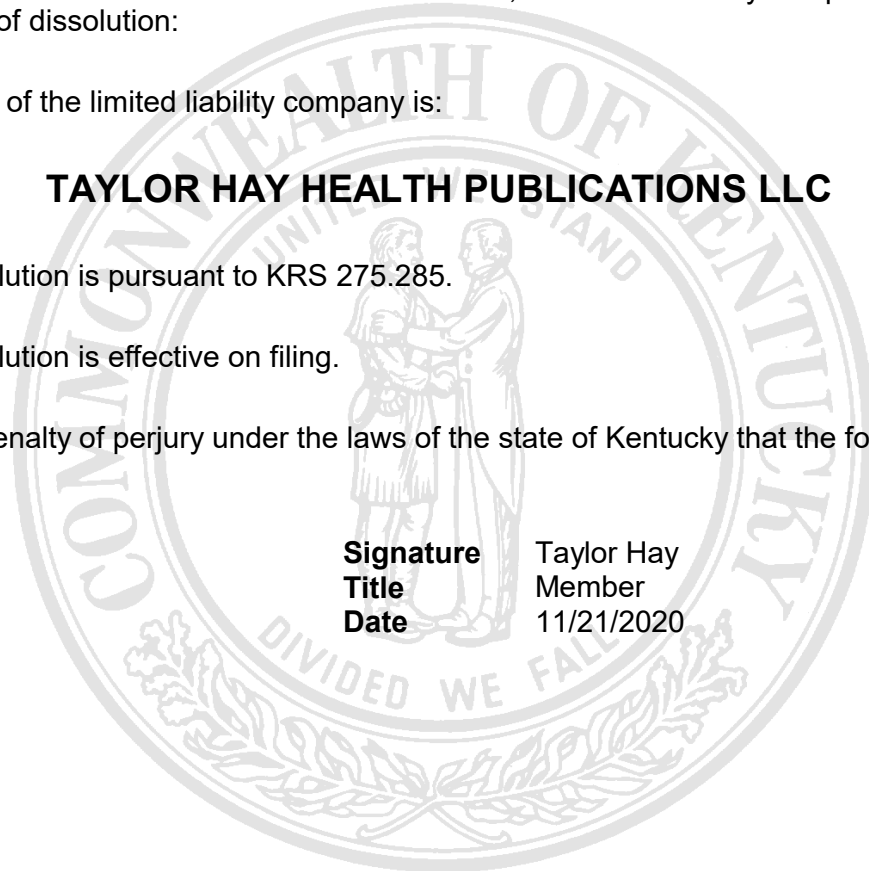 of dissolution:
of the limited liability company is:
TAYLOR HAY HEALTH PUBLICATIONS LLC
lution is pursuant to KRS 275.285.
lution is effective on filing.
enalty of perjury under the laws of the state of Kentucky that the fo
Signature Taylor Hay
Title Member
Date 11/21/2020
COMMONWEALTH OF KENTUCKY
UNITED WE STAND
DIVIDED WE FALL